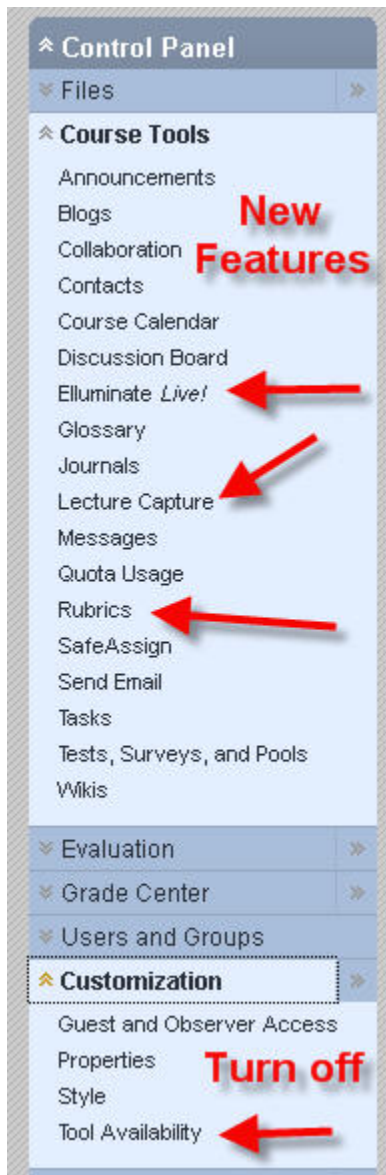 Control Panel
Files
Course Tools
Announcements
Blogs
New
Collaboration
Features
Contacts
Course Calendar
Discussion Board
Elluminate Live!
Glossary
Journals
Lecture Capture
Messages
Quota Usage
Rubrics
SafeAssign
Send Email
Tasks
Tests, Surveys, and Pools
Wikis
Evaluation
Grade Center
Users and Groups
Customization
Guest and Observer Access
Properties
Turn off
Style
Tool Availability